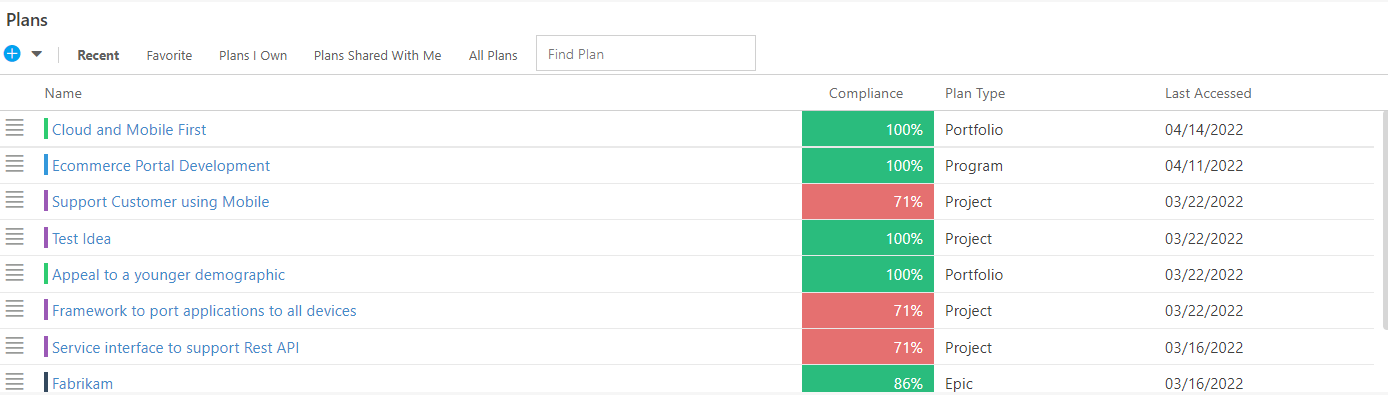 Plans
Recent Favorite Plans I Own Plans Shared With Me All Plans Find Plan
Name Compliance Plan Type Last Accessed
Cloud and Mobile First 100% Portfolio 04/14/2022
Ecommerce Portal Development 100% Program 04/11/2022
Support Customer using Mobile 71% Project 03/22/2022
Test Idea 100% Project 03/22/2022
Appeal to a younger demographic 100% Portfolio 03/22/2022
Framework to port applications to all devices 71% Project 03/22/2022
Service interface to support Rest API 71% Project 03/16/2022
Fabrikam 86% Epic 03/16/2022